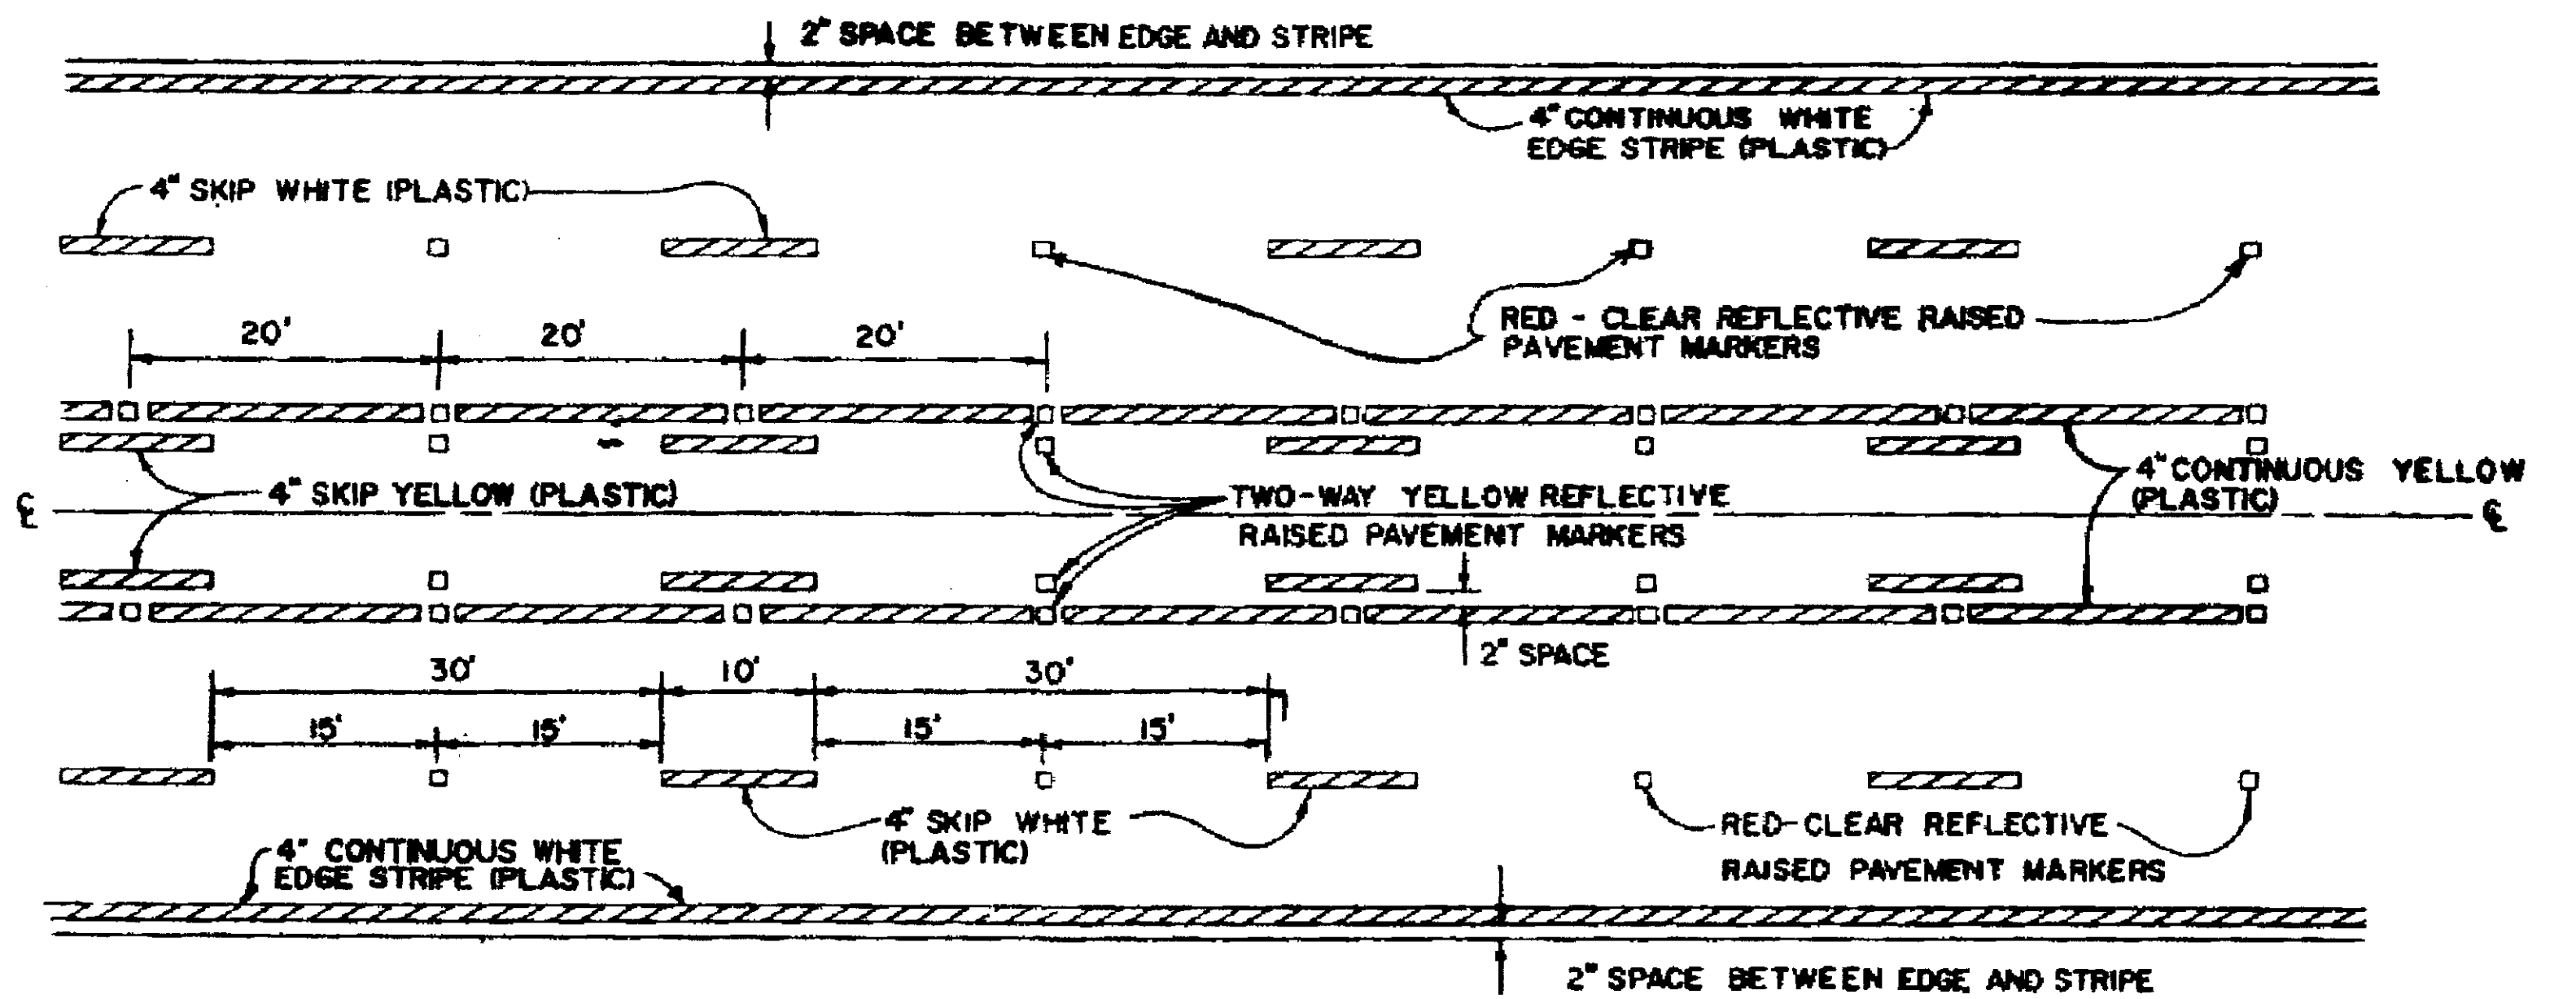 2" SPACE BETWEEN EDGE AND STRIPE
4" CONTINUOUS WHITE
EDGE STRIPE (PLASTIC)
4" SKIP WHITE (PLASTIC)
20' 20' 20'
RED - CLEAR REFLECTIVE RAISED
PAVEMENT MARKERS
4" CONTINUOUS YELLOW
(PLASTIC)
4" SKIP YELLOW (PLASTIC)
TWO-WAY YELLOW REFLECTIVE
RAISED PAVEMENT MARKERS
℄ ℄
2" SPACE
30' 10' 30'
15' 15' 15' 15'
4" SKIP WHITE
(PLASTIC)
RED-CLEAR REFLECTIVE
RAISED PAVEMENT MARKERS
4" CONTINUOUS WHITE
EDGE STRIPE (PLASTIC)
2" SPACE BETWEEN EDGE AND STRIPE